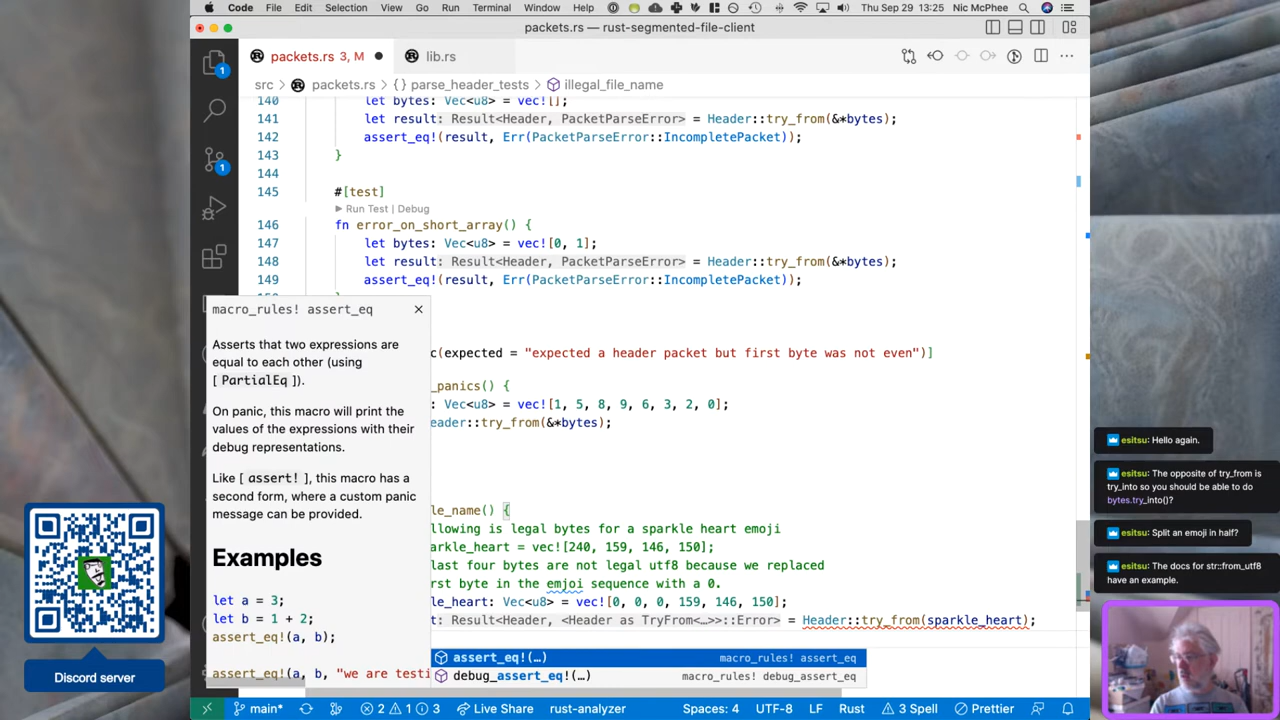 Code File Edit Selection View Go Run Terminal Window Help Thu Sep 29 13:25 Nic McPhee
packets.rs — rust-segmented-file-client
packets.rs 3, M lib.rs
src packets.rs {} parse_header_tests illegal_file_name
140 let bytes: Vec<u8> = vec![];
141 let result: Result<Header, PacketParseError> = Header::try_from(&*bytes);
142 assert_eq!(result, Err(PacketParseError::IncompletePacket));
143 }
144
145 #[test]
Run Test | Debug
146 fn error_on_short_array() {
147 let bytes: Vec<u8> = vec![0, 1];
148 let result: Result<Header, PacketParseError> = Header::try_from(&*bytes);
149 assert_eq!(result, Err(PacketParseError::IncompletePacket));
c(expected = "expected a header packet but first byte was not even")]
_panics() {
: Vec<u8> = vec![1, 5, 8, 9, 6, 3, 2, 0];
eader::try_from(&*bytes);
le_name() {
llowing is legal bytes for a sparkle heart emoji
arkle_heart = vec![240, 159, 146, 150];
last four bytes are not legal utf8 because we replaced
rst byte in the emjoi sequence with a 0.
le_heart: Vec<u8> = vec![0, 0, 0, 159, 146, 150];
t: Result<Header, <Header as TryFrom<…>>::Error> = Header::try_from(sparkle_heart);
assert_eq!(…) macro_rules! assert_eq
debug_assert_eq!(…) macro_rules! debug_assert_eq
macro_rules! assert_eq
Asserts that two expressions are
equal to each other (using
[ PartialEq ]).
On panic, this macro will print the
values of the expressions with their
debug representations.
Like [ assert! ], this macro has a
second form, where a custom panic
message can be provided.
Examples
let a = 3;
let b = 1 + 2;
assert_eq!(a, b);
assert_eq!(a, b, "we are testi
main* 2 1 3 Live Share rust-analyzer Spaces: 4 UTF-8 LF Rust 3 Spell Prettier
1
1
Discord server
esitsu: Hello again.
esitsu: The opposite of try_from is
try_into so you should be able to do
bytes.try_into()?
esitsu: Split an emoji in half?
esitsu: The docs for str::from_utf8
have an example.